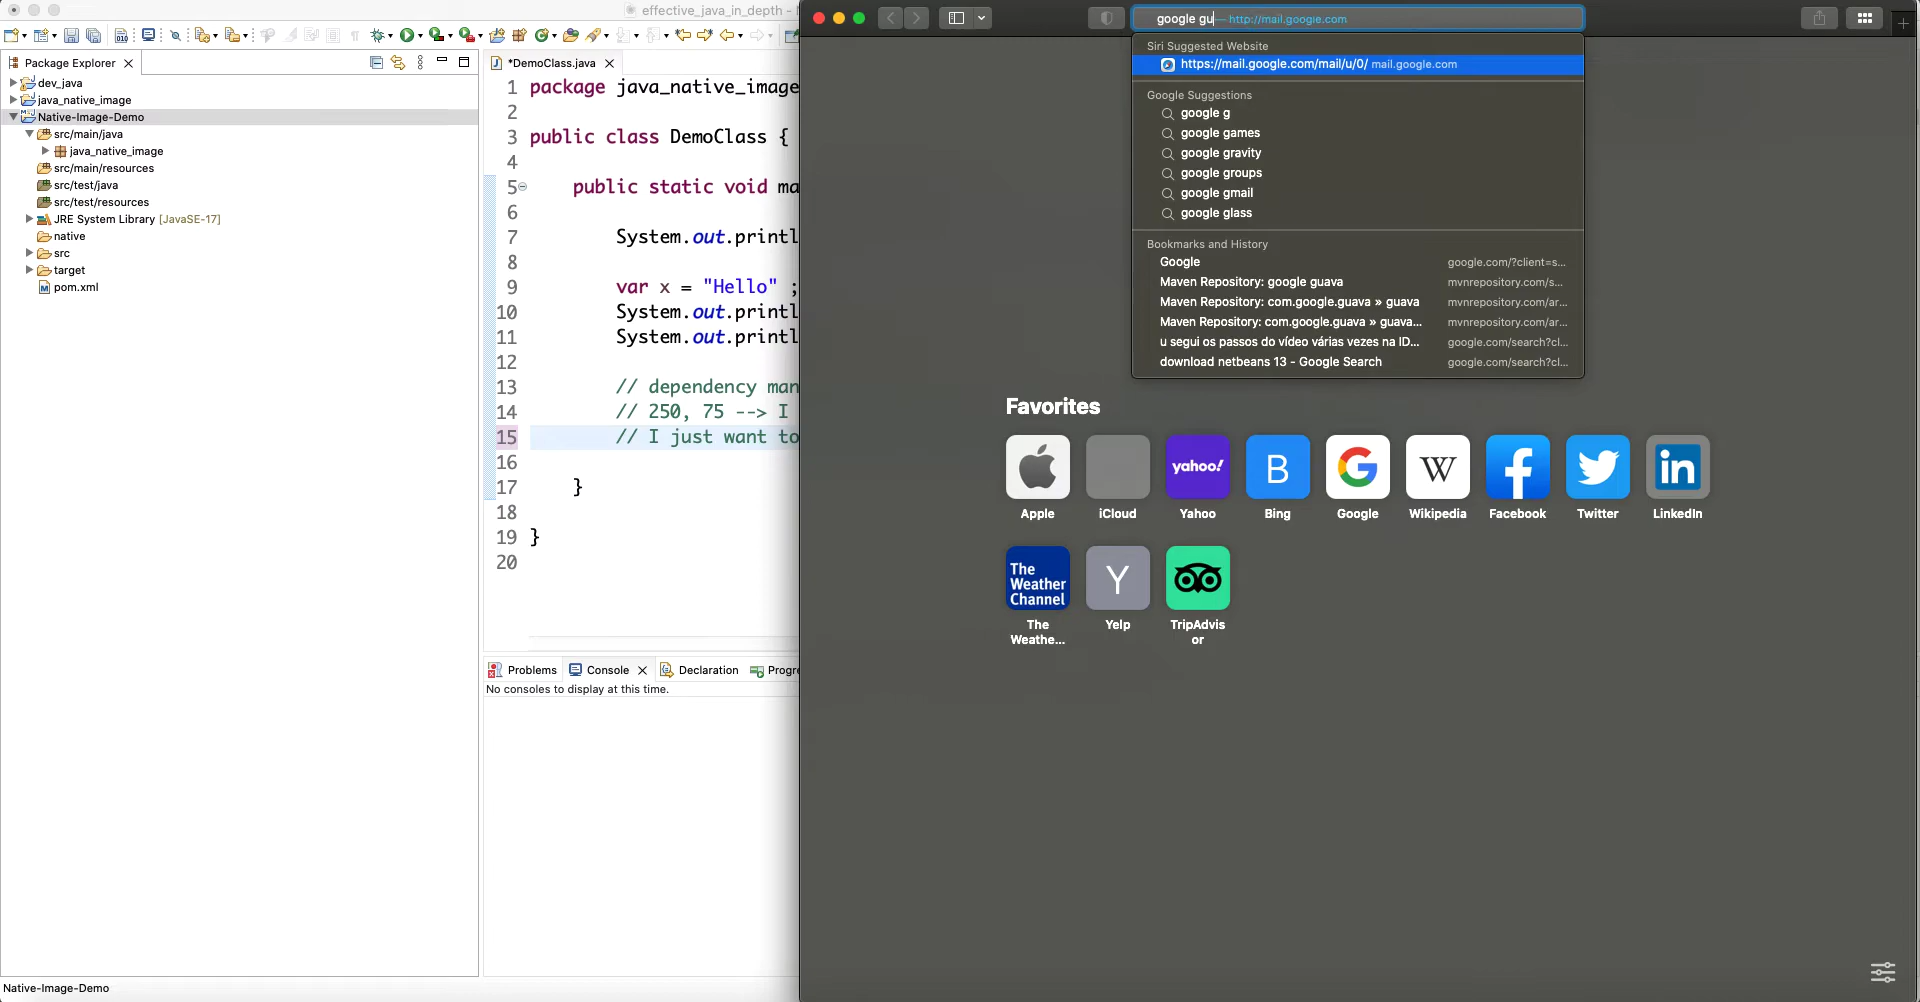 effective_java_in_depth -
Package Explorer
dev_java
java_native_image
Native-Image-Demo
src/main/java
java_native_image
src/main/resources
src/test/java
src/test/resources
JRE System Library [JavaSE-17]
native
src
target
pom.xml
Native-Image-Demo
*DemoClass.java
1 package java_native_image
2
3 public class DemoClass {
4
5 public static void ma
6
7 System.out.printl
8
9 var x = "Hello" ;
10 System.out.printl
11 System.out.printl
12
13 // dependency man
14 // 250, 75 --> I
15 // I just want to
16
17 }
18
19 }
20
Problems Console Declaration Progre
No consoles to display at this time.
google gu — http://mail.google.com
Siri Suggested Website
https://mail.google.com/mail/u/0/ mail.google.com
Google Suggestions
google g
google games
google gravity
google groups
google gmail
google glass
Bookmarks and History
Google google.com/?client=s...
Maven Repository: google guava mvnrepository.com/s...
Maven Repository: com.google.guava » guava mvnrepository.com/ar...
Maven Repository: com.google.guava » guava... mvnrepository.com/ar...
u segui os passos do vídeo várias vezes na ID... google.com/search?cl...
download netbeans 13 - Google Search google.com/search?cl...
Favorites
yahoo! B G W f in
Apple iCloud Yahoo Bing Google Wikipedia Facebook Twitter LinkedIn
The
Weather
Channel
Y
The
Weathe...
Yelp
TripAdvis
or